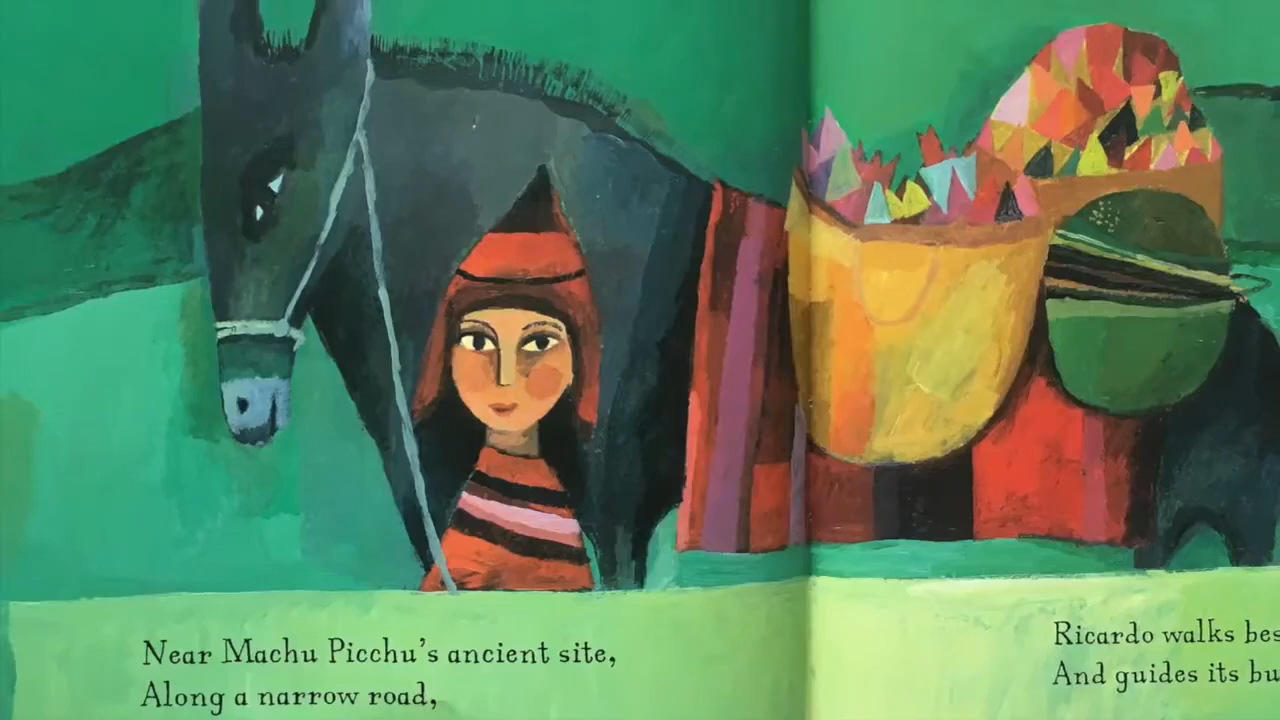 Near Machu Picchu's ancient site,
Along a narrow road,
Ricardo walks
And guides its